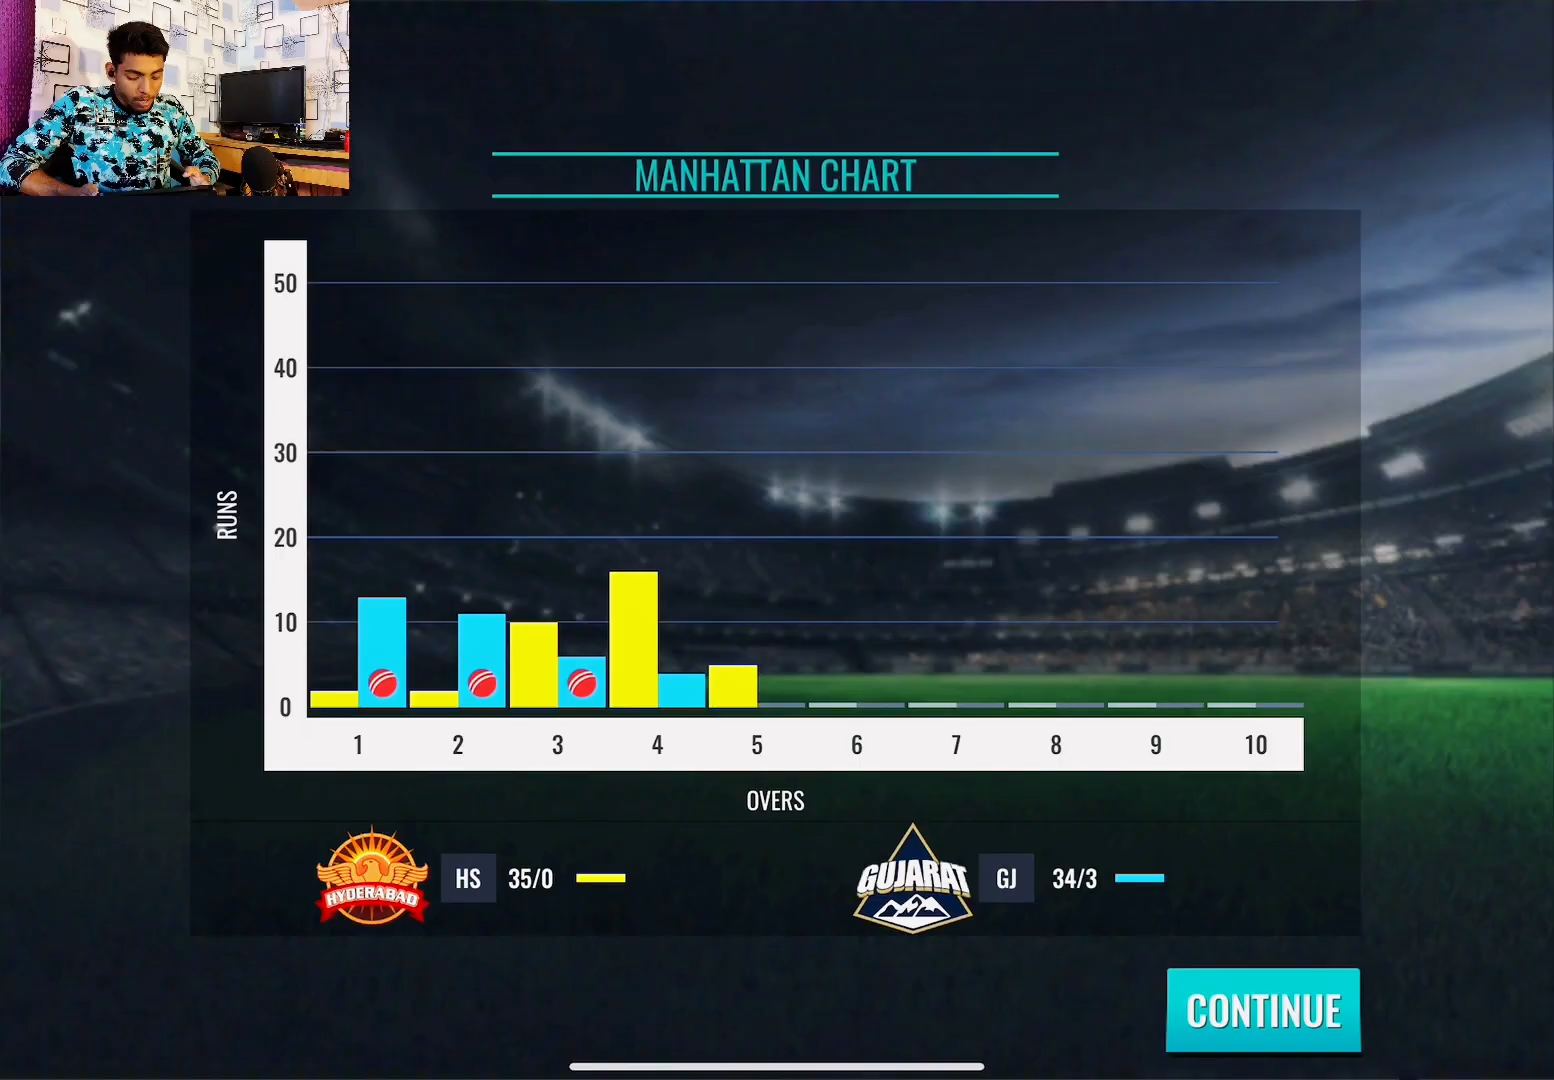 MANHATTAN CHART
50
40
30
20
10
0
RUNS
1 2 3 4 5 6 7 8 9 10
OVERS
HYDERABAD HS 35/0 GUJARAT GJ 34/3
CONTINUE